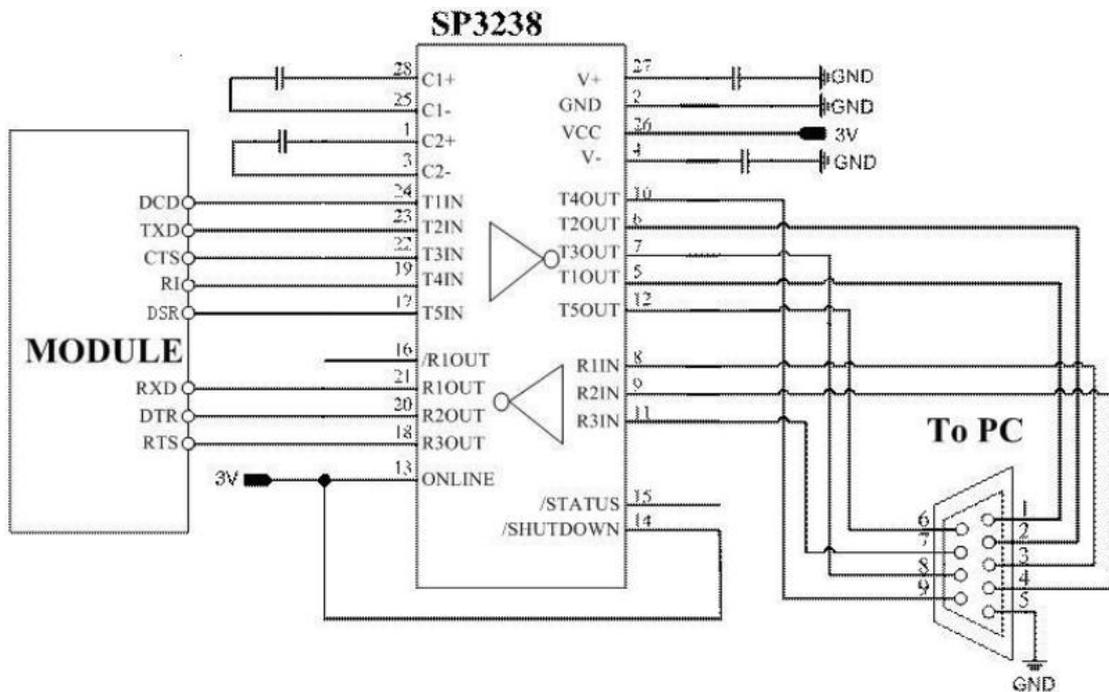 SP3238
28 C1+
25 C1-
1 C2+
3 C2-
V+ 27 GND
GND 2 GND
VCC 26 3V
V- 4 GND
DCD 24 T1IN
TXD 23 T2IN
CTS 22 T3IN
RI 19 T4IN
DSR 17 T5IN
T4OUT 10
T2OUT 6
T3OUT 7
T1OUT 5
T5OUT 12
MODULE
16 /R1OUT
RXD 21 R1OUT
DTR 20 R2OUT
RTS 18 R3OUT
3V 13 ONLINE
R1IN 8
R2IN 9
R3IN 11
/STATUS 15
/SHUTDOWN 14
To PC
6 1
7 2
8 3
9 4
5
GND